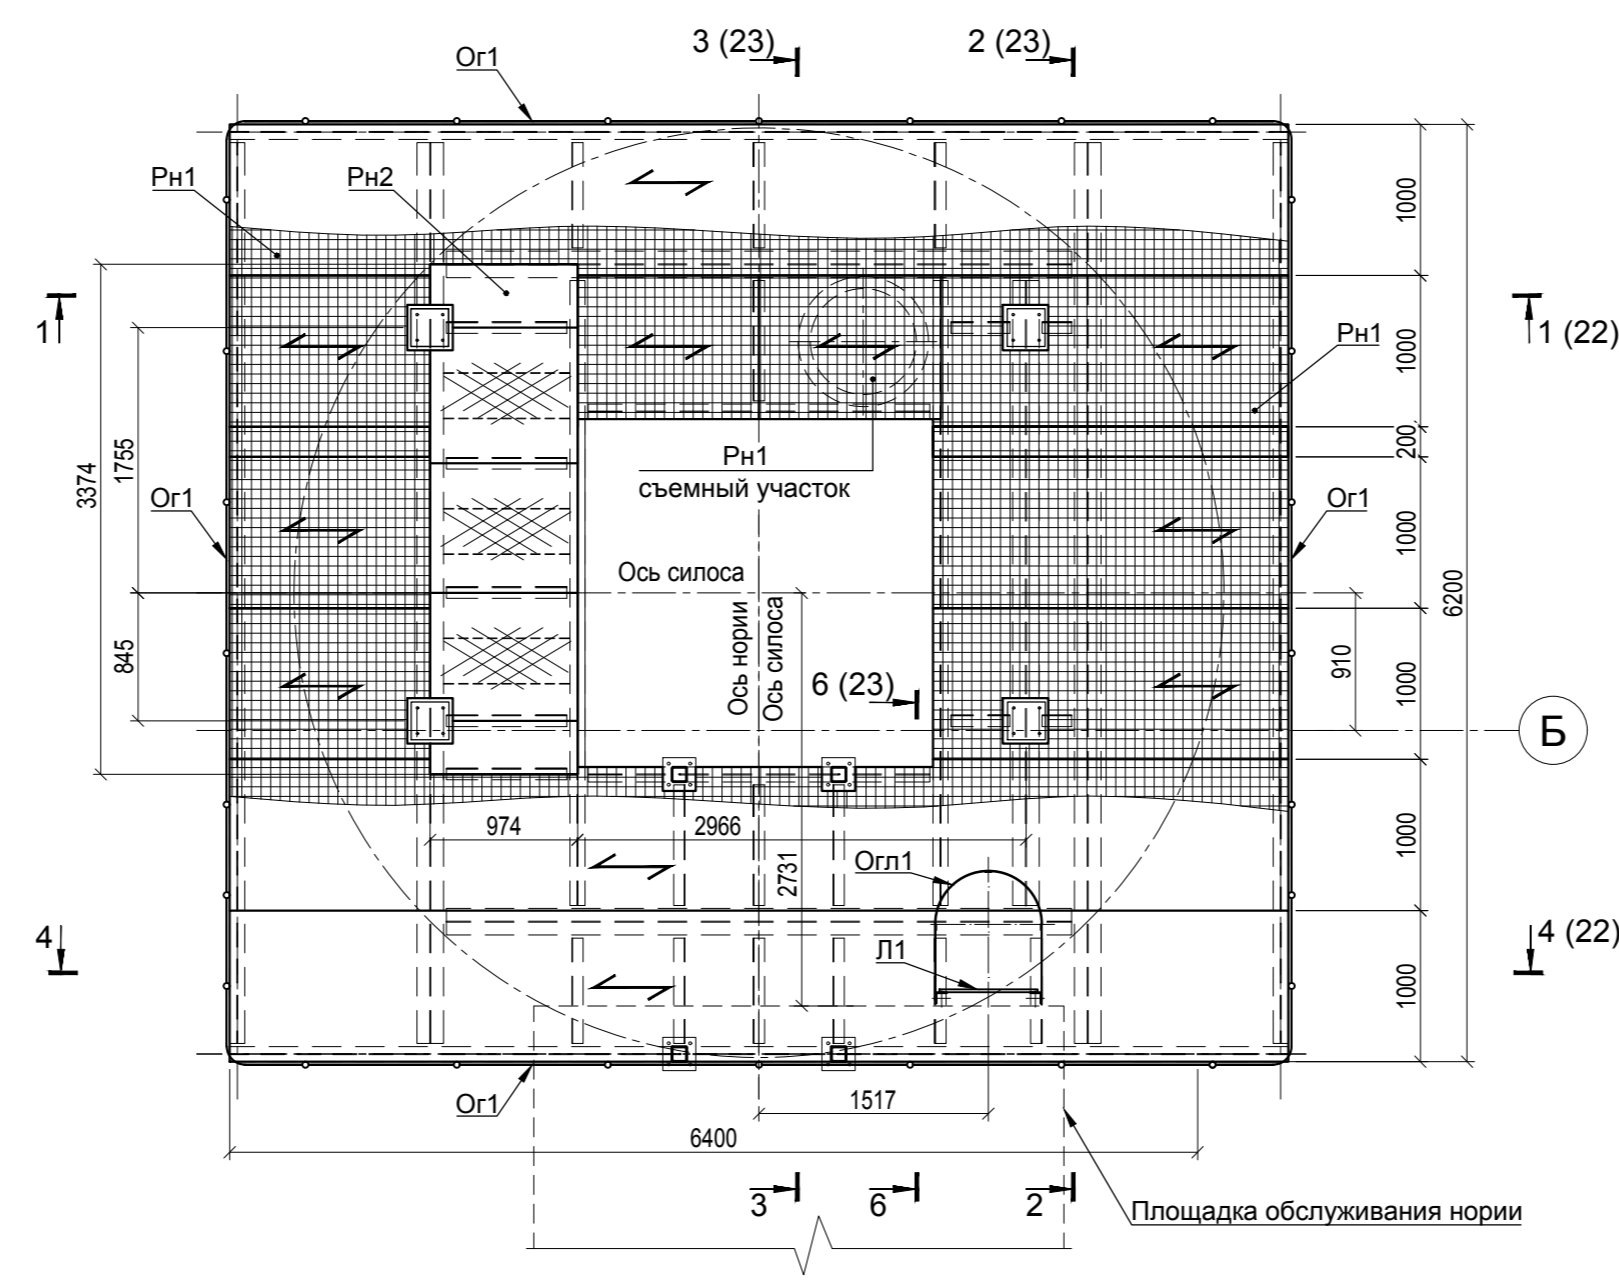 3 (23)
2 (23)
Ог1
Рн1
Рн2
1000
1
1 (22)
1000
Рн1
1755
3374
200
Рн1
съемный участок
Ог1
Ог1
1000
Ось силоса
6200
Ось нории
Ось силоса
845
910
6 (23)
1000
Б
974
2966
1000
2731
Огл1
4
4 (22)
Л1
1000
Ог1
1517
6400
3
6
2
Площадка обслуживания нории